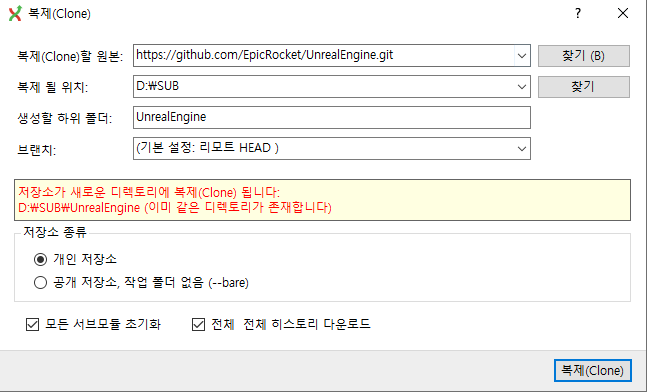 복제(Clone)
?
복제(Clone)할 원본: https://github.com/EpicRocket/UnrealEngine.git 찾기 (B)
복제 될 위치: D:₩SUB 찾기
생성할 하위 폴더: UnrealEngine
브랜치: (기본 설정: 리모트 HEAD )
저장소가 새로운 디렉토리에 복제(Clone) 됩니다:
D:₩SUB₩UnrealEngine (이미 같은 디렉토리가 존재합니다)
저장소 종류
개인 저장소
공개 저장소, 작업 폴더 없음 (--bare)
모든 서브모듈 초기화 전체 전체 히스토리 다운로드
복제(Clone)